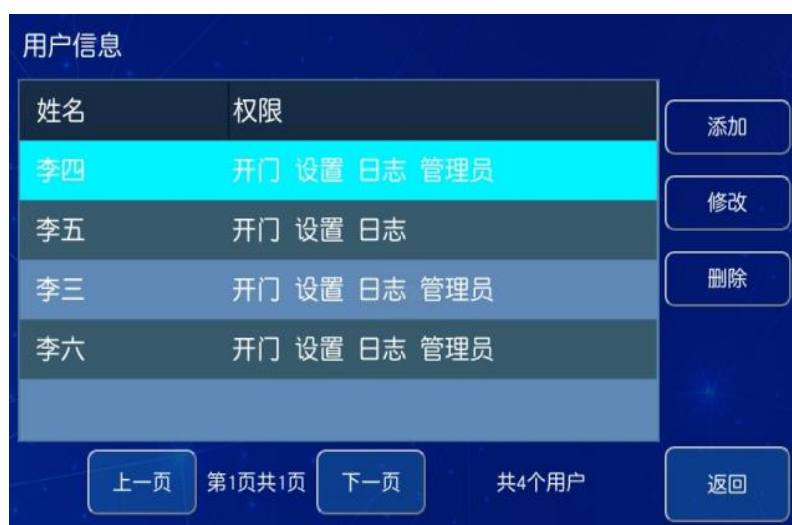 用户信息
姓名 权限
添加
李四 开门 设置 日志 管理员
修改
李五 开门 设置 日志
删除
李三 开门 设置 日志 管理员
李六 开门 设置 日志 管理员
上一页 第1页共1页 下一页 共4个用户 返回